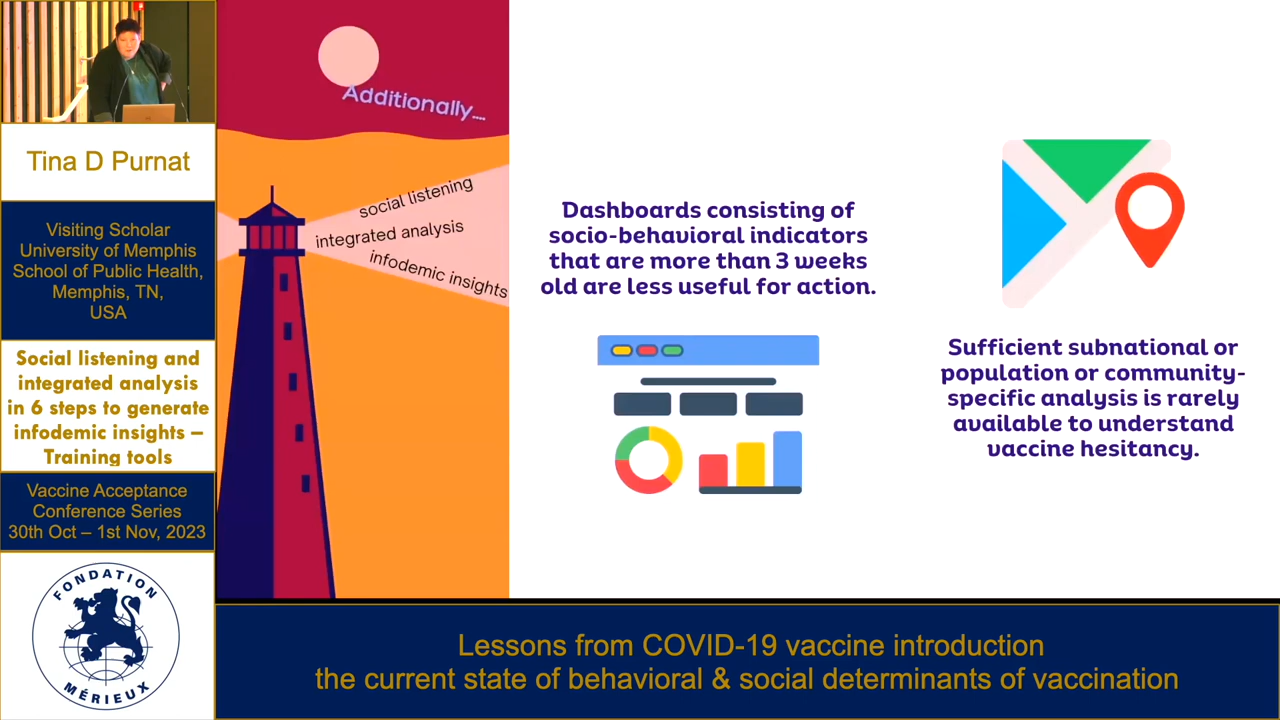 Tina D Purnat
Visiting Scholar
University of Memphis
School of Public Health,
Memphis, TN,
USA
Social listening and
integrated analysis
in 6 steps to generate
infodemic insights –
Training tools
Vaccine Acceptance
Conference Series
30th Oct – 1st Nov, 2023
FONDATION
MÉRIEUX
Additionally....
social listening
integrated analysis
infodemic insights
Dashboards consisting of
socio-behavioral indicators
that are more than 3 weeks
old are less useful for action.
Sufficient subnational or
population or community-
specific analysis is rarely
available to understand
vaccine hesitancy.
Lessons from COVID-19 vaccine introduction
the current state of behavioral & social determinants of vaccination